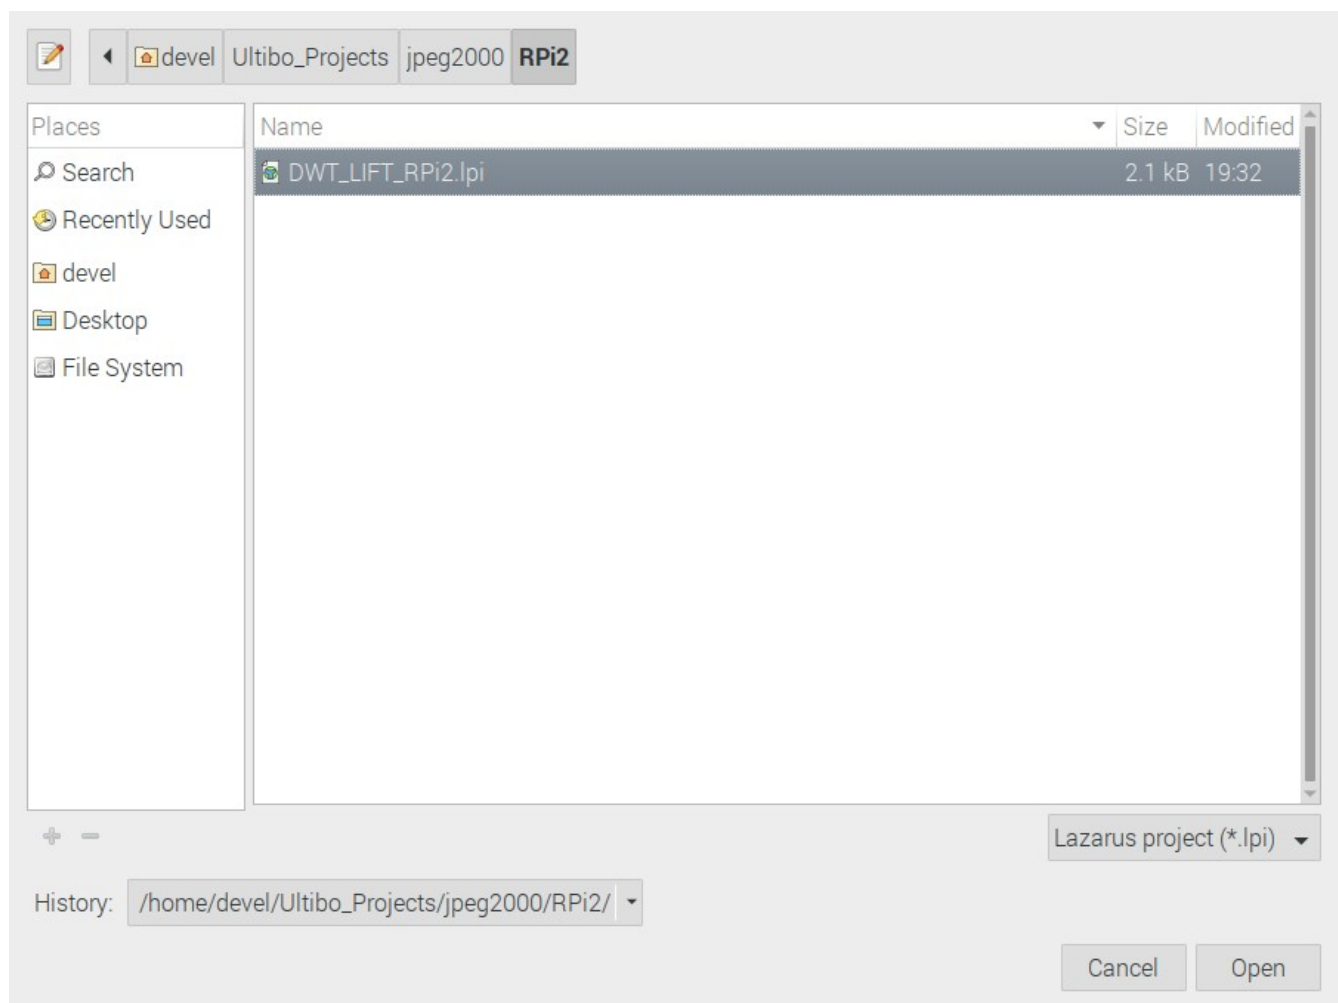 devel Ultibo_Projects jpeg2000 RPi2
Places
Search
Recently Used
devel
Desktop
File System
Name Size Modified
DWT_LIFT_RPi2.lpi 2.1 kB 19:32
Lazarus project (*.lpi)
History: /home/devel/Ultibo_Projects/jpeg2000/RPi2/
Cancel Open